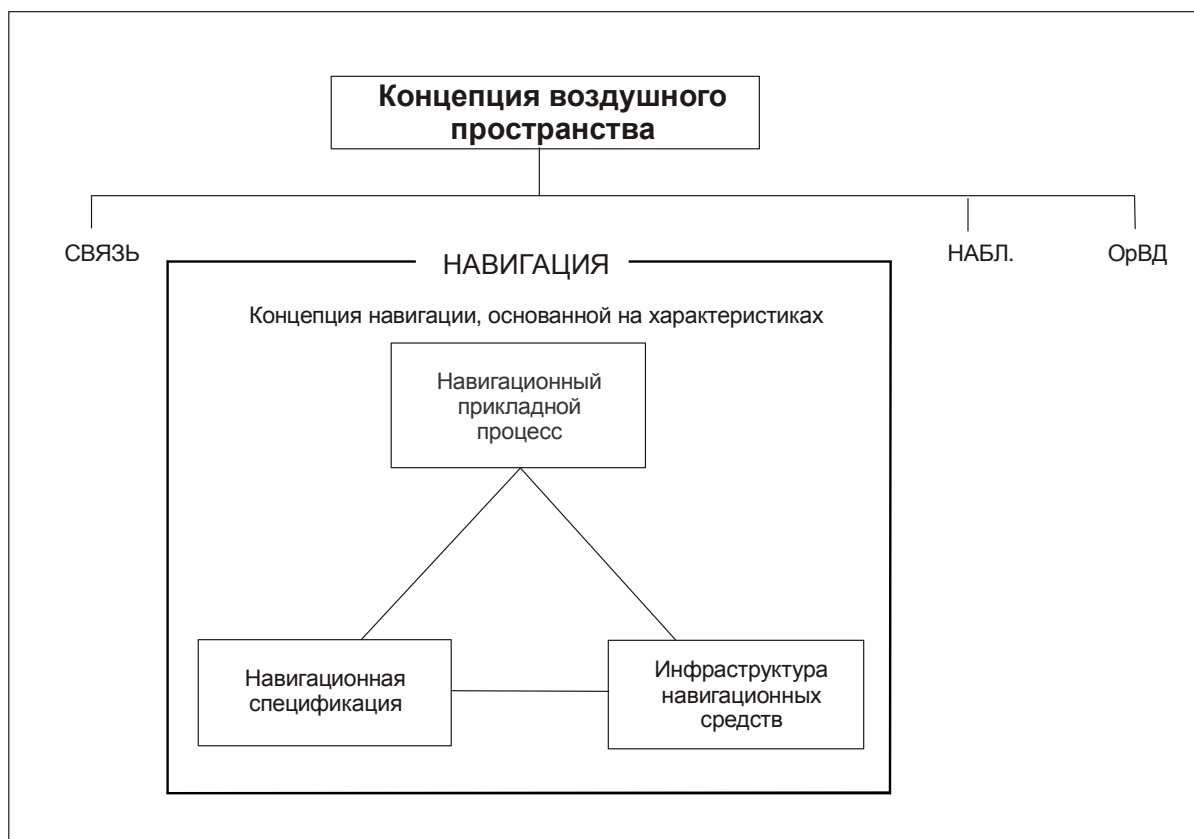 Концепция воздушного
пространства
СВЯЗЬ
НАБЛ.
ОрВД
НАВИГАЦИЯ
Концепция навигации, основанной на характеристиках
Навигационный
прикладной
процесс
Навигационная
спецификация
Инфраструктура
навигационных
средств